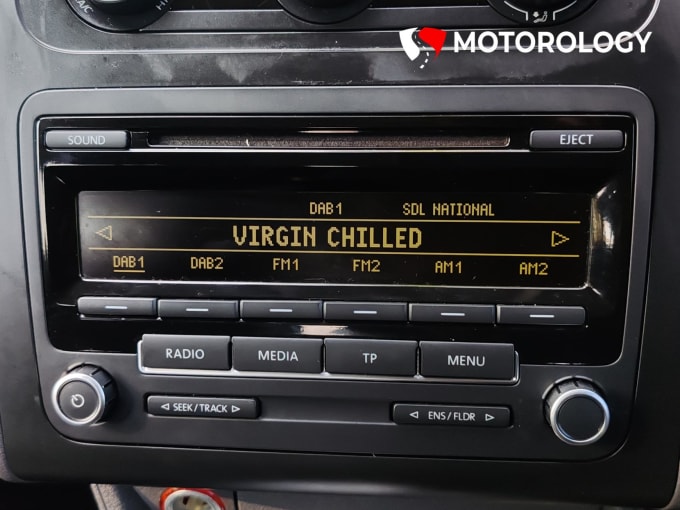 A/C
MOTOROLOGY
SOUND
EJECT
DAB1 SDL NATIONAL
VIRGIN CHILLED
DAB1 DAB2 FM1 FM2 AM1 AM2
RADIO MEDIA TP MENU
SEEK / TRACK
ENS / FLDR